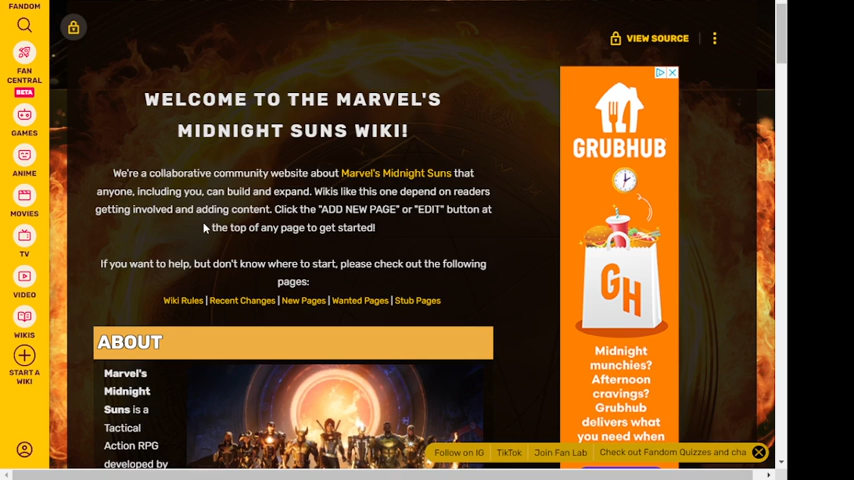 FANDOM
FAN
CENTRAL
BETA
GAMES
ANIME
MOVIES
TV
VIDEO
WIKIS
START A
WIKI
VIEW SOURCE
WELCOME TO THE MARVEL'S
MIDNIGHT SUNS WIKI!
We're a collaborative community website about Marvel's Midnight Suns that
anyone, including you, can build and expand. Wikis like this one depend on readers
getting involved and adding content. Click the "ADD NEW PAGE" or "EDIT" button at
the top of any page to get started!
If you want to help, but don't know where to start, please check out the following
pages:
Wiki Rules | Recent Changes | New Pages | Wanted Pages | Stub Pages
ABOUT
Marvel's
Midnight
Suns is a
Tactical
Action RPG
developed by
GRUBHUB
GH
Midnight
munchies?
Afternoon
cravings?
Grubhub
delivers what
you need when
Follow on IG
TikTok
Join Fan Lab
Check out Fandom Quizzes and cha